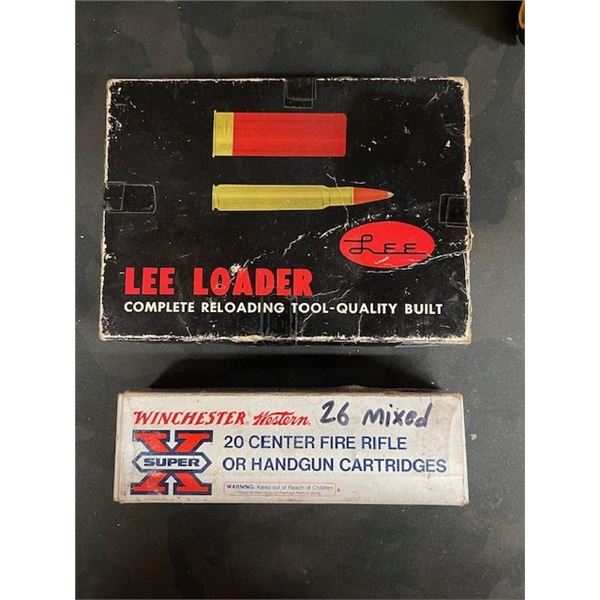 LEE
LEE LOADER
COMPLETE RELOADING TOOL-QUALITY BUILT
WINCHESTER Western 26 mixed
SUPER X
20 CENTER FIRE RIFLE
OR HANDGUN CARTRIDGES
WARNING: Keep out of Reach of Children